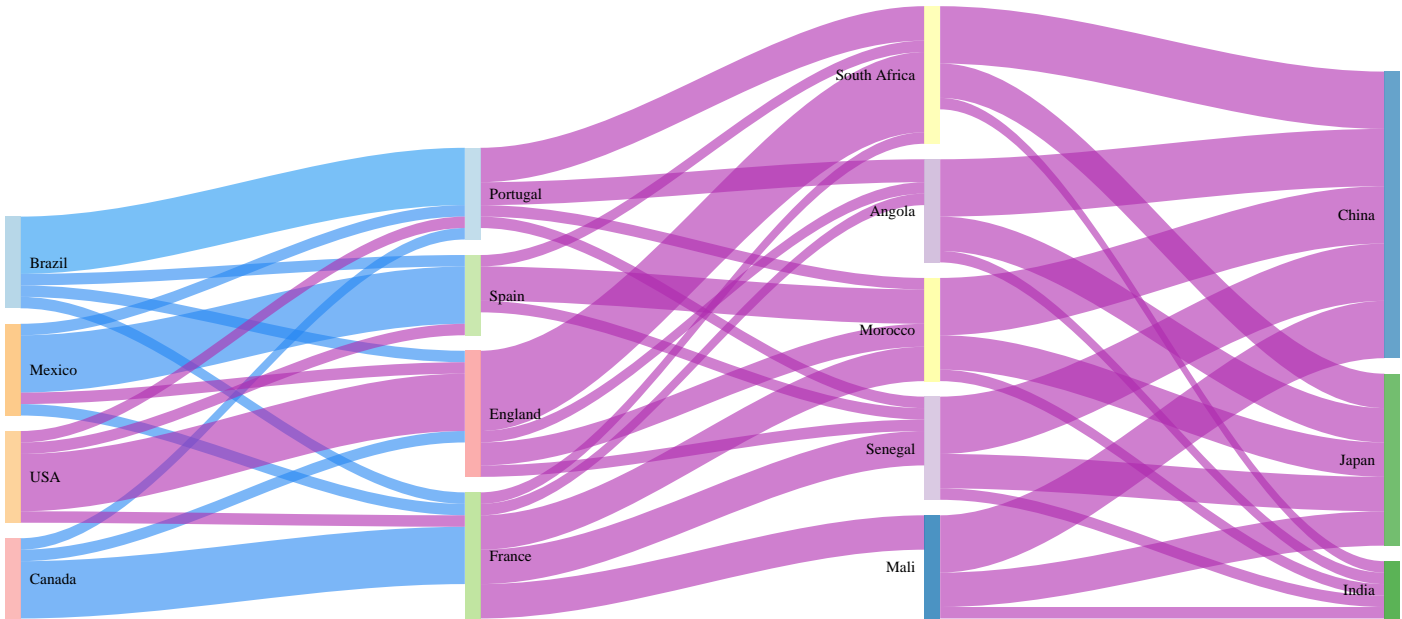 Brazil
Mexico
USA
Canada
Portugal
Spain
England
France
South Africa
Angola
Morocco
Senegal
Mali
China
Japan
India